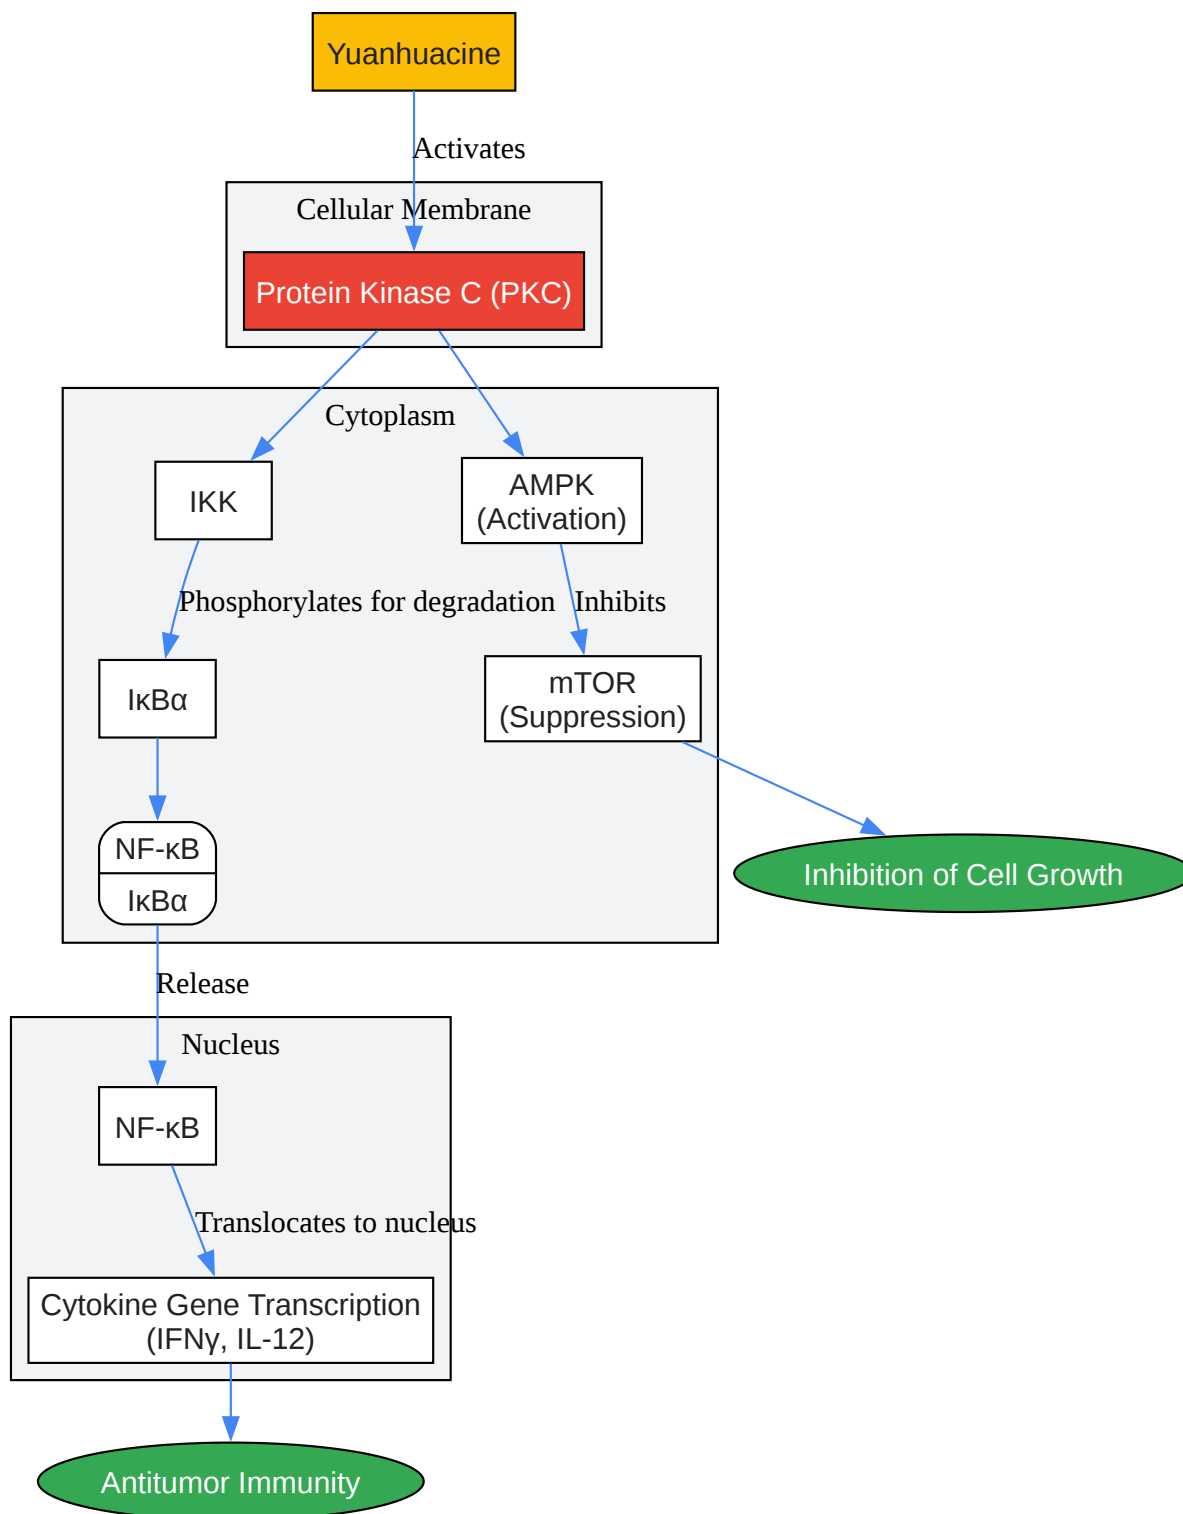 Yuanhuacine
Activates
Cellular Membrane
Protein Kinase C (PKC)
Cytoplasm
IKK
AMPK
(Activation)
Phosphorylates for degradation
Inhibits
IκBα
mTOR
(Suppression)
NF-κB
IκBα
Inhibition of Cell Growth
Release
Nucleus
NF-κB
Translocates to nucleus
Cytokine Gene Transcription
(IFNγ, IL-12)
Antitumor Immunity